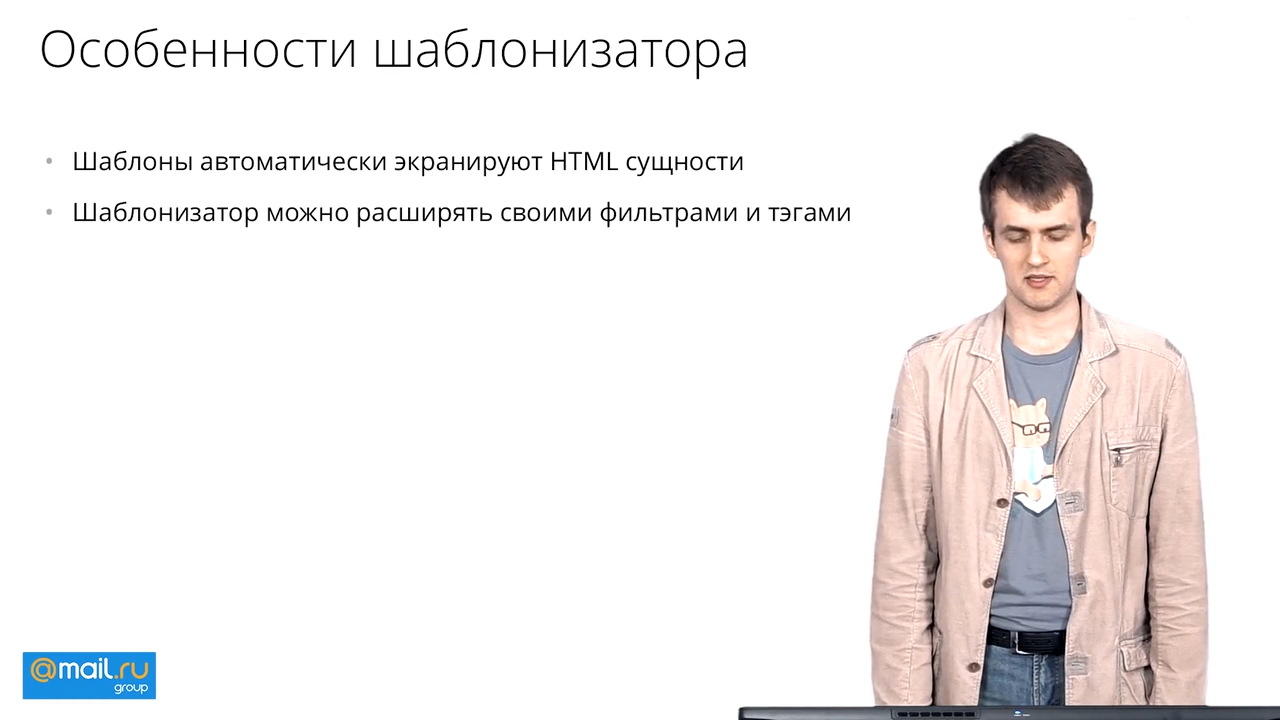 Особенности шаблонизатора
Шаблоны автоматически экранируют HTML сущности
Шаблонизатор можно расширять своими фильтрами и тэгами
@mail.ru
group